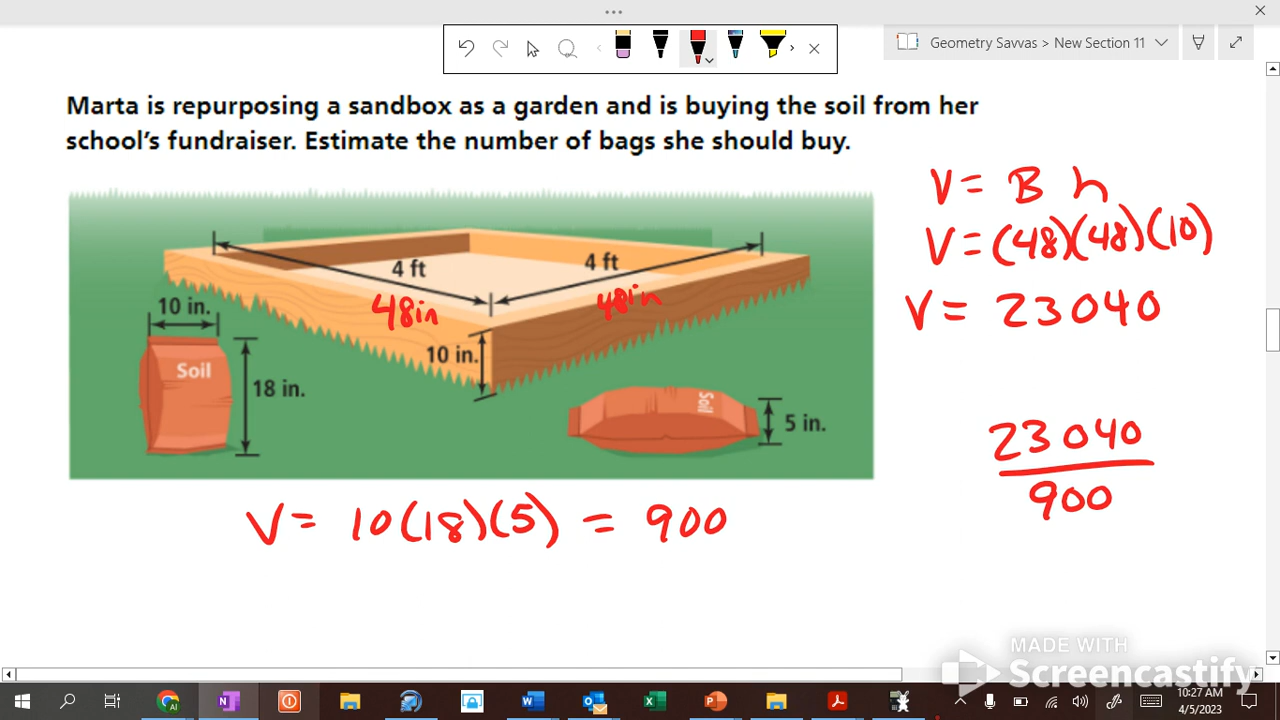 Geometry Savvas > New Section 11
Marta is repurposing a sandbox as a garden and is buying the soil from her
school's fundraiser. Estimate the number of bags she should buy.
V = B h
V = (48)(48)(10)
V = 23040
4 ft
4 ft
48in
48in
10 in.
10 in.
Soil
18 in.
Soil
5 in.
23040
900
V = 10(18)(5) = 900
MADE WITH
Screencastify
10:27 AM
4/5/2023